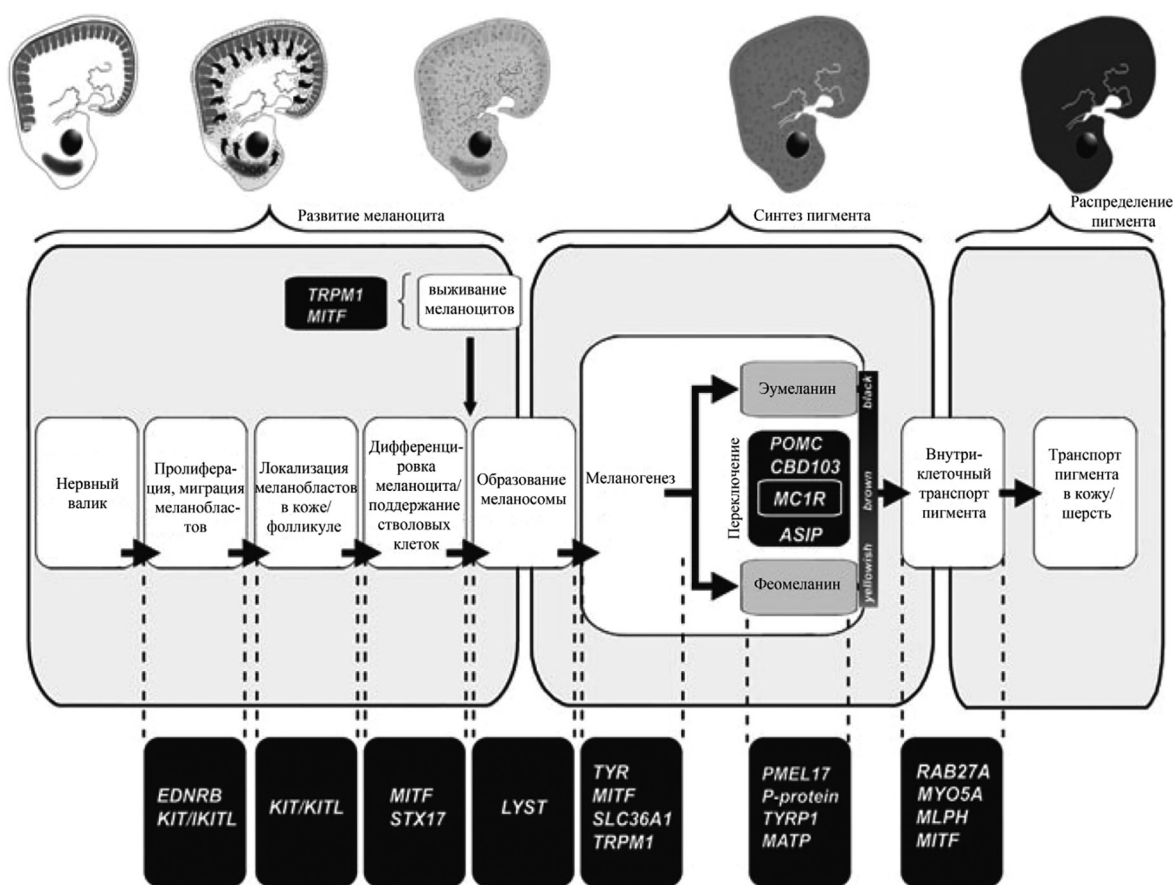 Развитие меланоцита
Синтез пигмента
Распределение
пигмента
TRPM1
MITF
выживание
меланоцитов
Нервный
валик
Пролифера-
ция, миграция
меланоблас-
тов
Локализация
меланобластов
в коже/
фолликуле
Дифференци-
ровка
меланоцита/
поддержание
стволовых
клеток
Образование
меланосомы
Меланогенез
Эумеланин
Переключение
POMC
CBD103
MC1R
ASIP
Феомеланин
black
brown
yellowish
Внутри-
клеточный
транспорт
пигмента
Транспорт
пигмента
в кожу/
шерсть
EDNRB
KIT/IKITL
KIT/KITL
MITF
STX17
LYST
TYR
MITF
SLC36A1
TRPM1
PMEL17
P-protein
TYRP1
MATP
RAB27A
MYO5A
MLPH
MITF